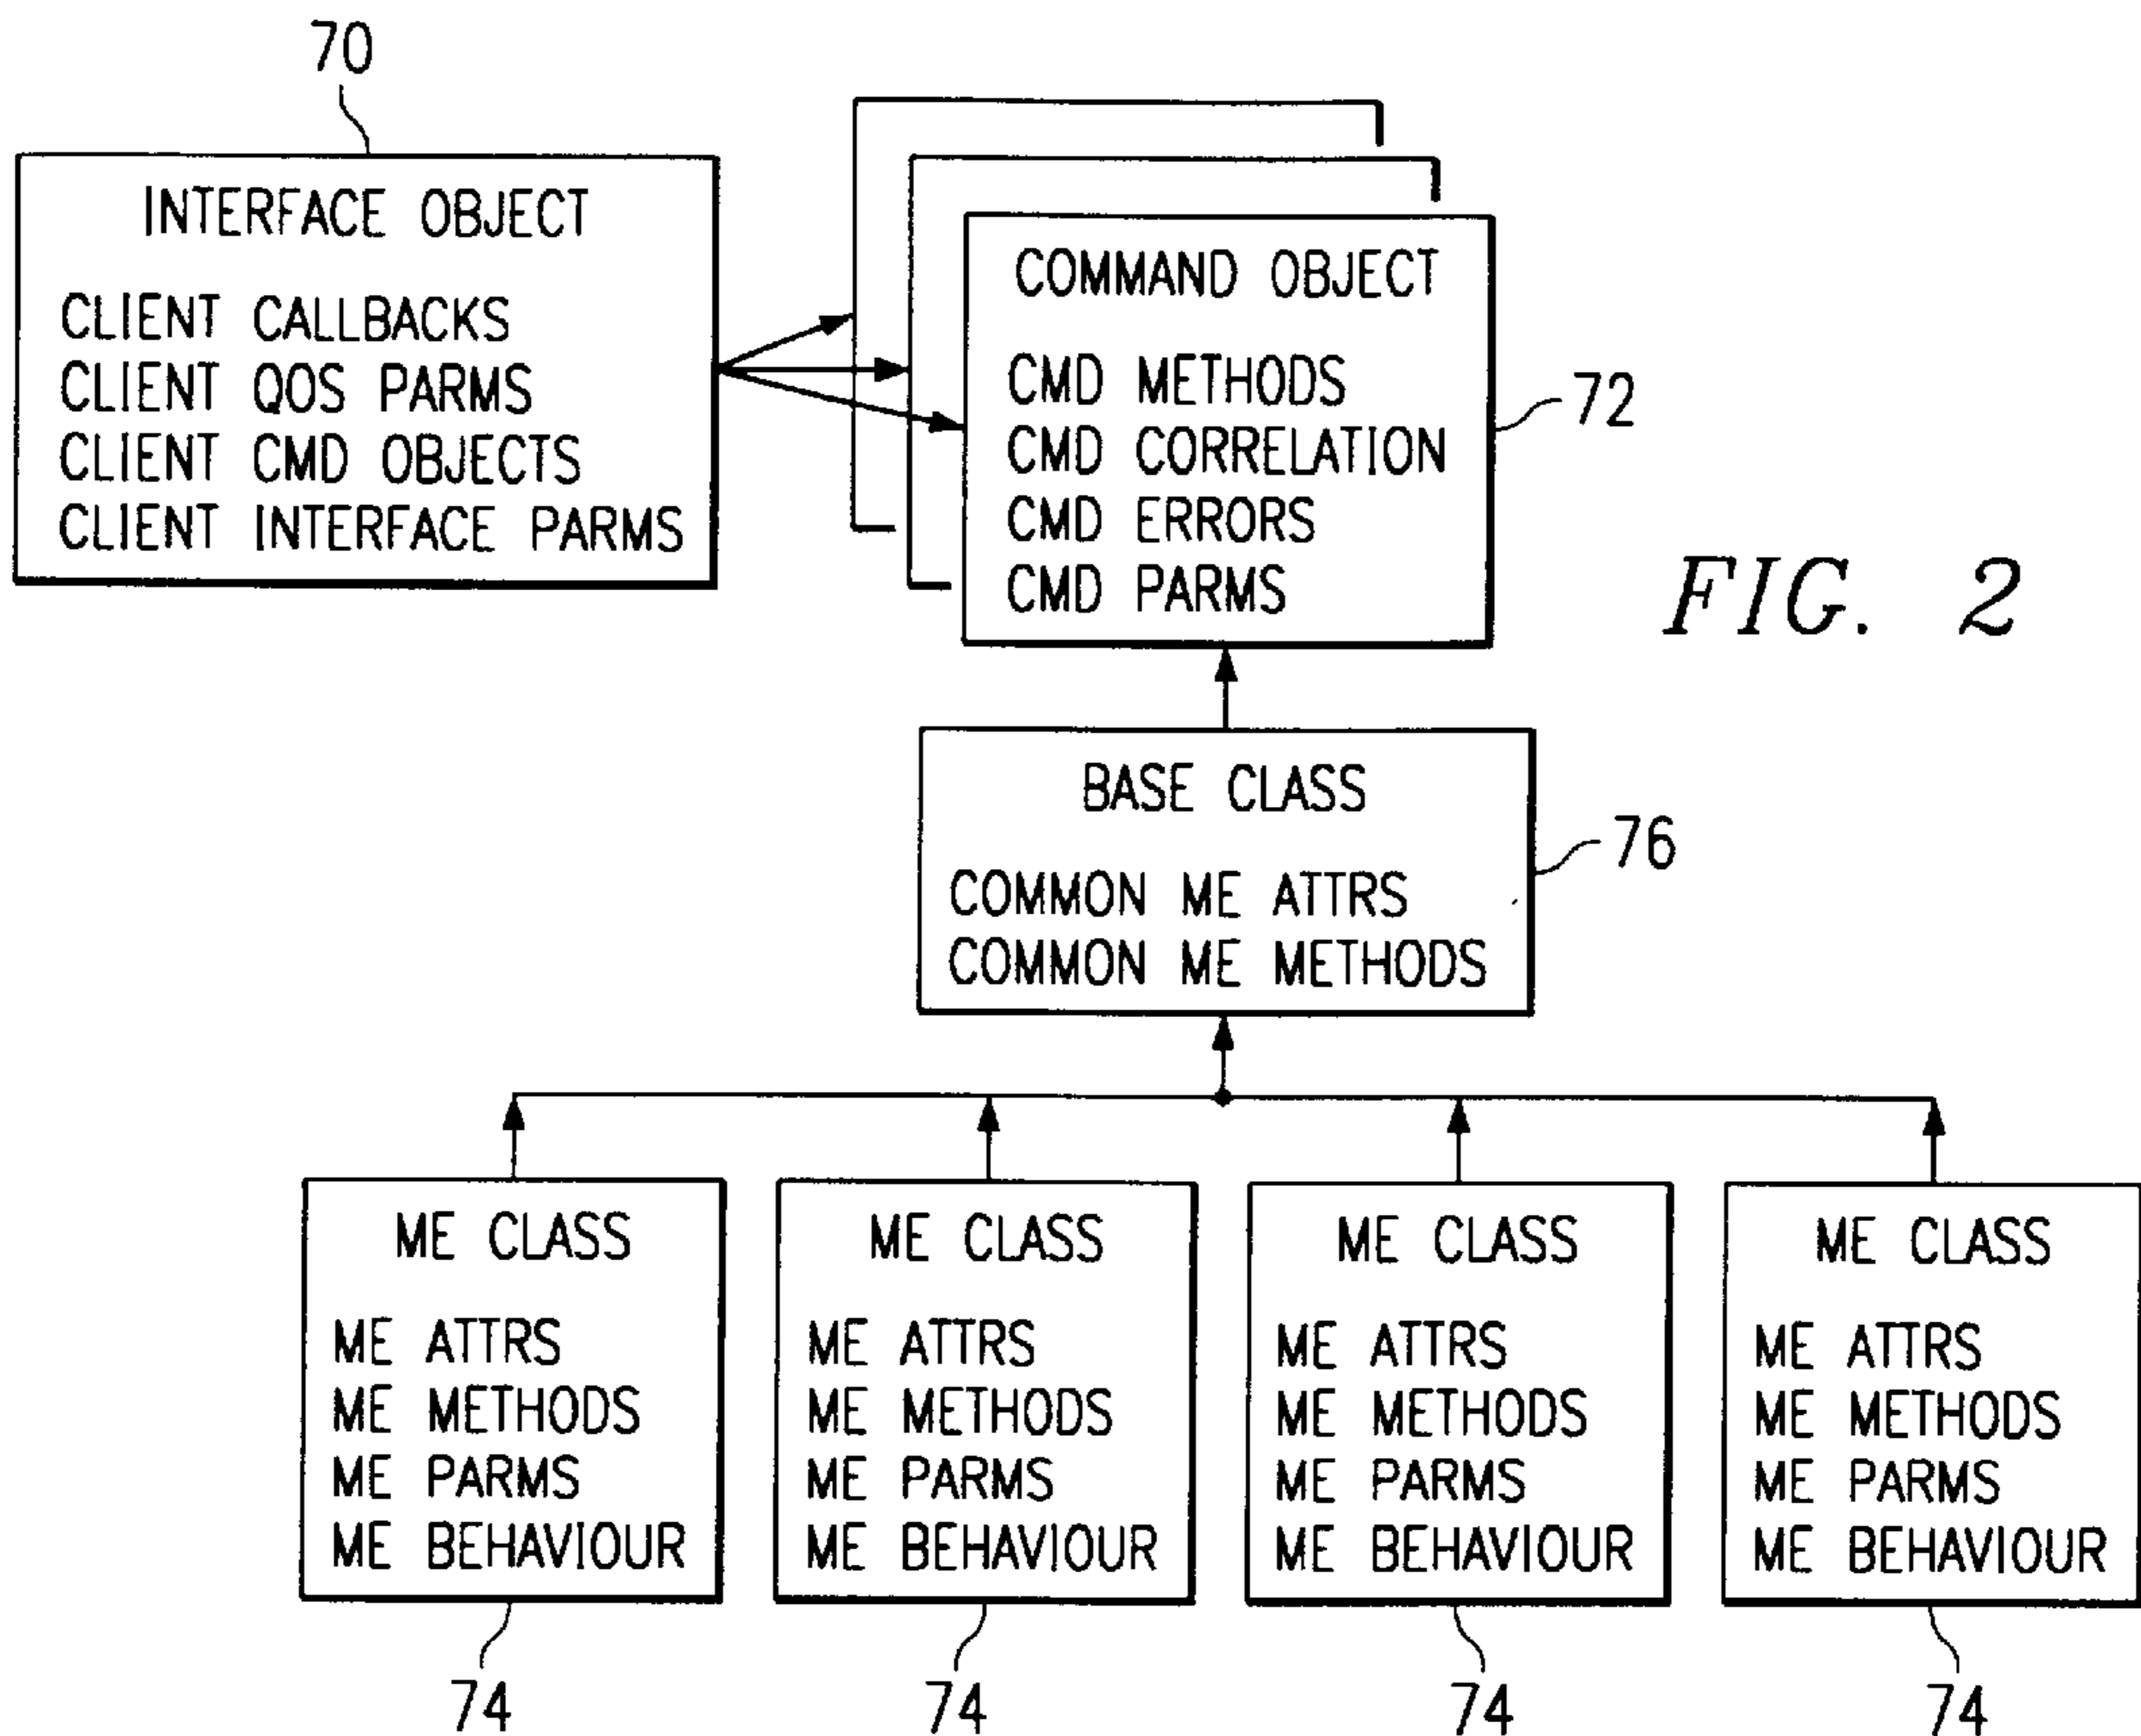 70
INTERFACE OBJECT
CLIENT CALLBACKS
CLIENT QOS PARMS
CLIENT CMD OBJECTS
CLIENT INTERFACE PARMS
COMMAND OBJECT
CMD METHODS
CMD CORRELATION
CMD ERRORS
CMD PARMS
72
FIG. 2
BASE CLASS
COMMON ME ATTRS
COMMON ME METHODS
76
ME CLASS
ME ATTRS
ME METHODS
ME PARMS
ME BEHAVIOUR
74
ME CLASS
ME ATTRS
ME METHODS
ME PARMS
ME BEHAVIOUR
74
ME CLASS
ME ATTRS
ME METHODS
ME PARMS
ME BEHAVIOUR
74
ME CLASS
ME ATTRS
ME METHODS
ME PARMS
ME BEHAVIOUR
74